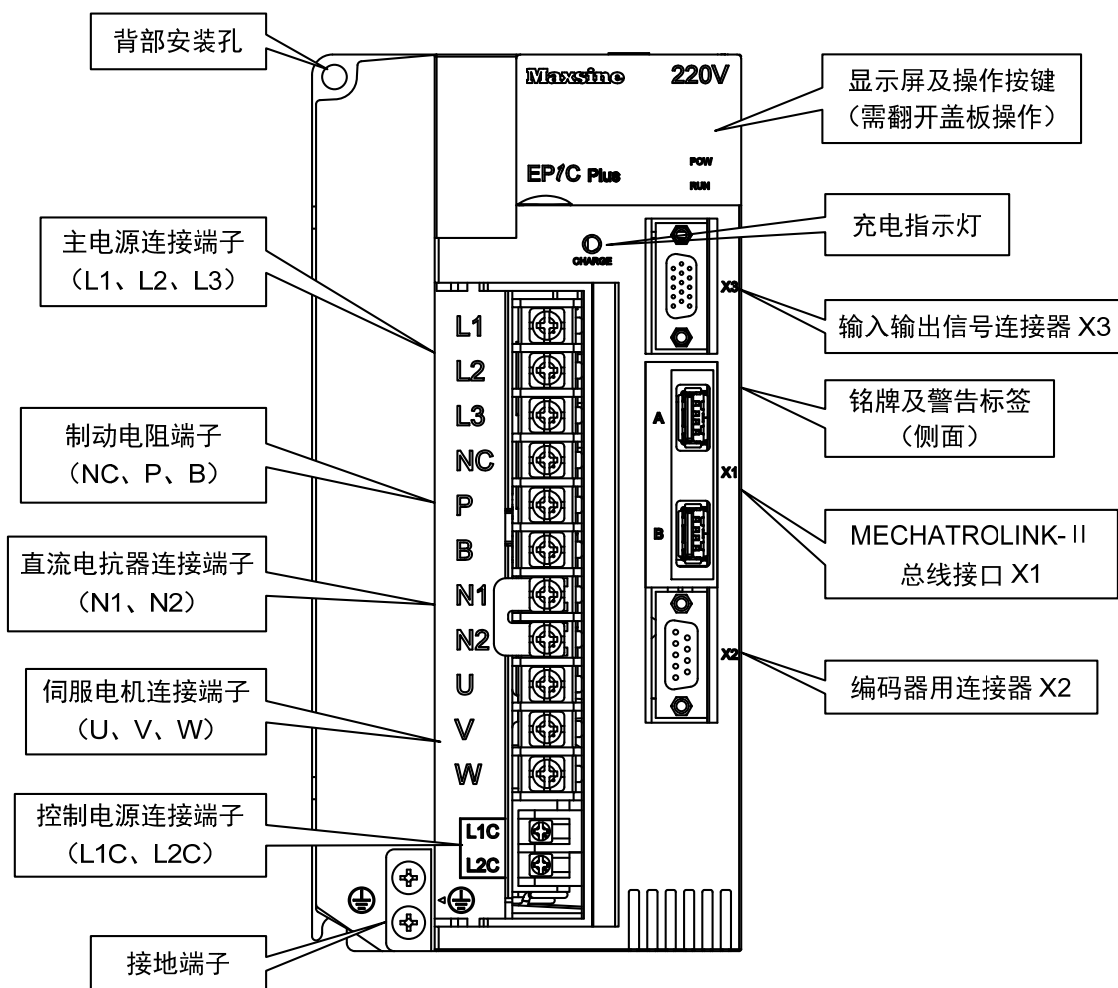 背部安装孔
Maxsine 220V
显示屏及操作按键
（需翻开盖板操作）
POW
EP1C Plus
RUN
主电源连接端子
（L1、L2、L3）
充电指示灯
CHARGE
X3
输入输出信号连接器 X3
L1
L2
L3
NC
P
B
N1
N2
U
V
W
L1C
L2C
制动电阻端子
（NC、P、B）
铭牌及警告标签
（侧面）
A
X1
B
MECHATROLINK-Ⅱ
总线接口 X1
直流电抗器连接端子
（N1、N2）
X2
编码器用连接器 X2
伺服电机连接端子
（U、V、W）
控制电源连接端子
（L1C、L2C）
接地端子